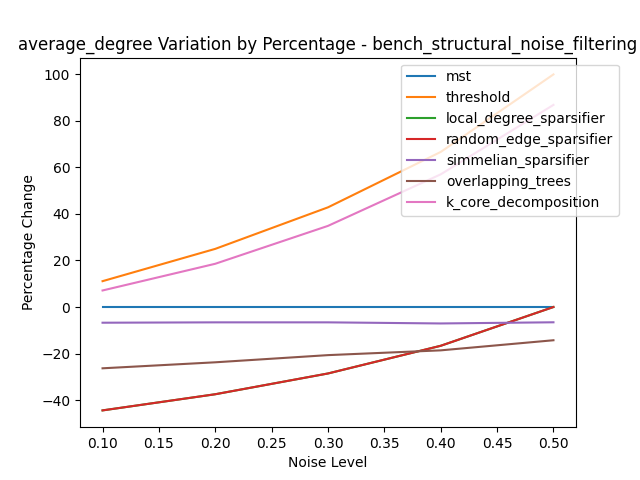 average_degree Variation by Percentage - bench_structural_noise_filtering
100
80
60
40
20
0
−20
−40
Percentage Change
mst
threshold
local_degree_sparsifier
random_edge_sparsifier
simmelian_sparsifier
overlapping_trees
k_core_decomposition
0.10 0.15 0.20 0.25 0.30 0.35 0.40 0.45 0.50
Noise Level